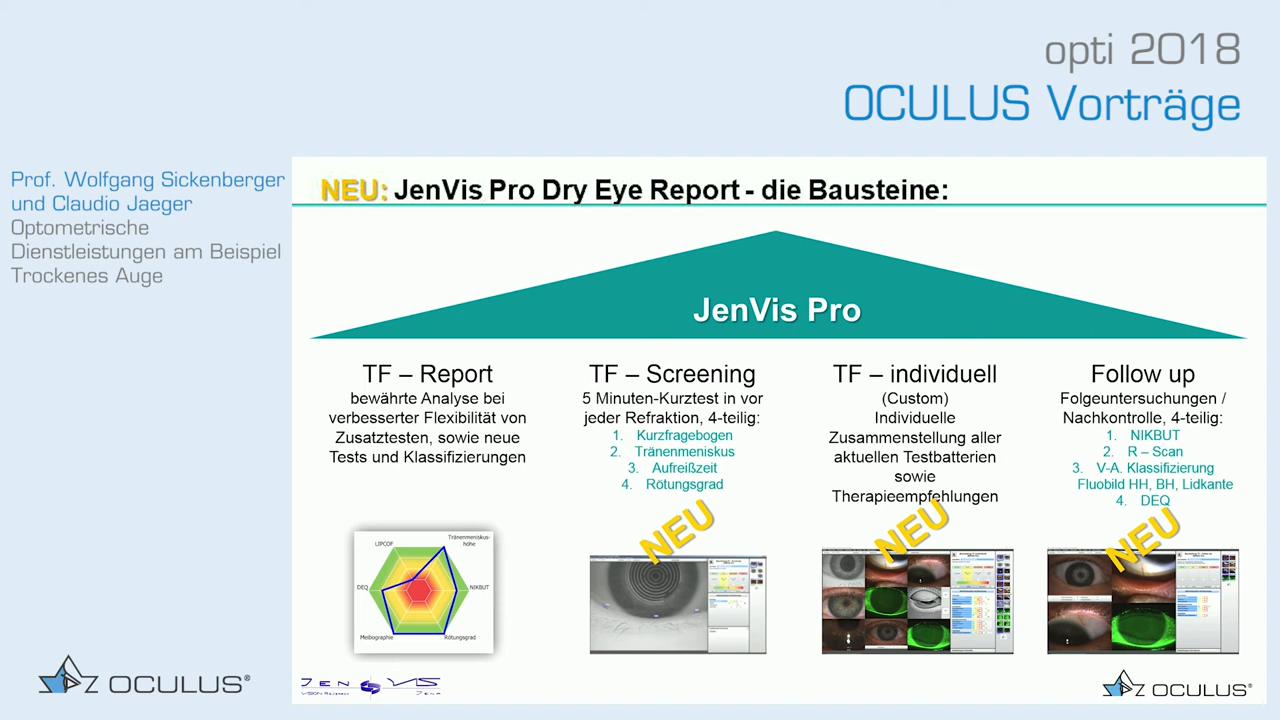 opti 2018
OCULUS Vorträge
Prof. Wolfgang Sickenberger
und Claudio Jaeger
Optometrische
Dienstleistungen am Beispiel
Trockenes Auge
NEU: JenVis Pro Dry Eye Report - die Bausteine:
JenVis Pro
TF – Report
bewährte Analyse bei
verbesserter Flexibilität von
Zusatztesten, sowie neue
Tests und Klassifizierungen
TF – Screening
5 Minuten-Kurztest in vor
jeder Refraktion, 4-teilig:
1. Kurzfragebogen
2. Tränenmeniskus
3. Aufreißzeit
4. Rötungsgrad
NEU
TF – individuell
(Custom)
Individuelle
Zusammenstellung aller
aktuellen Testbatterien
sowie
Therapieempfehlungen
NEU
Follow up
Folgeuntersuchungen /
Nachkontrolle, 4-teilig:
1. NIKBUT
2. R – Scan
3. V-A. Klassifizierung
Fluobild HH, BH, Lidkante
4. DEQ
NEU
LIPCOF
Tränenmeniskus-
höhe
DEQ
NIKBUT
Meibographie
Rötungsgrad
OCULUS®
JENVIS
VISION RESEARCH JENA
OCULUS®